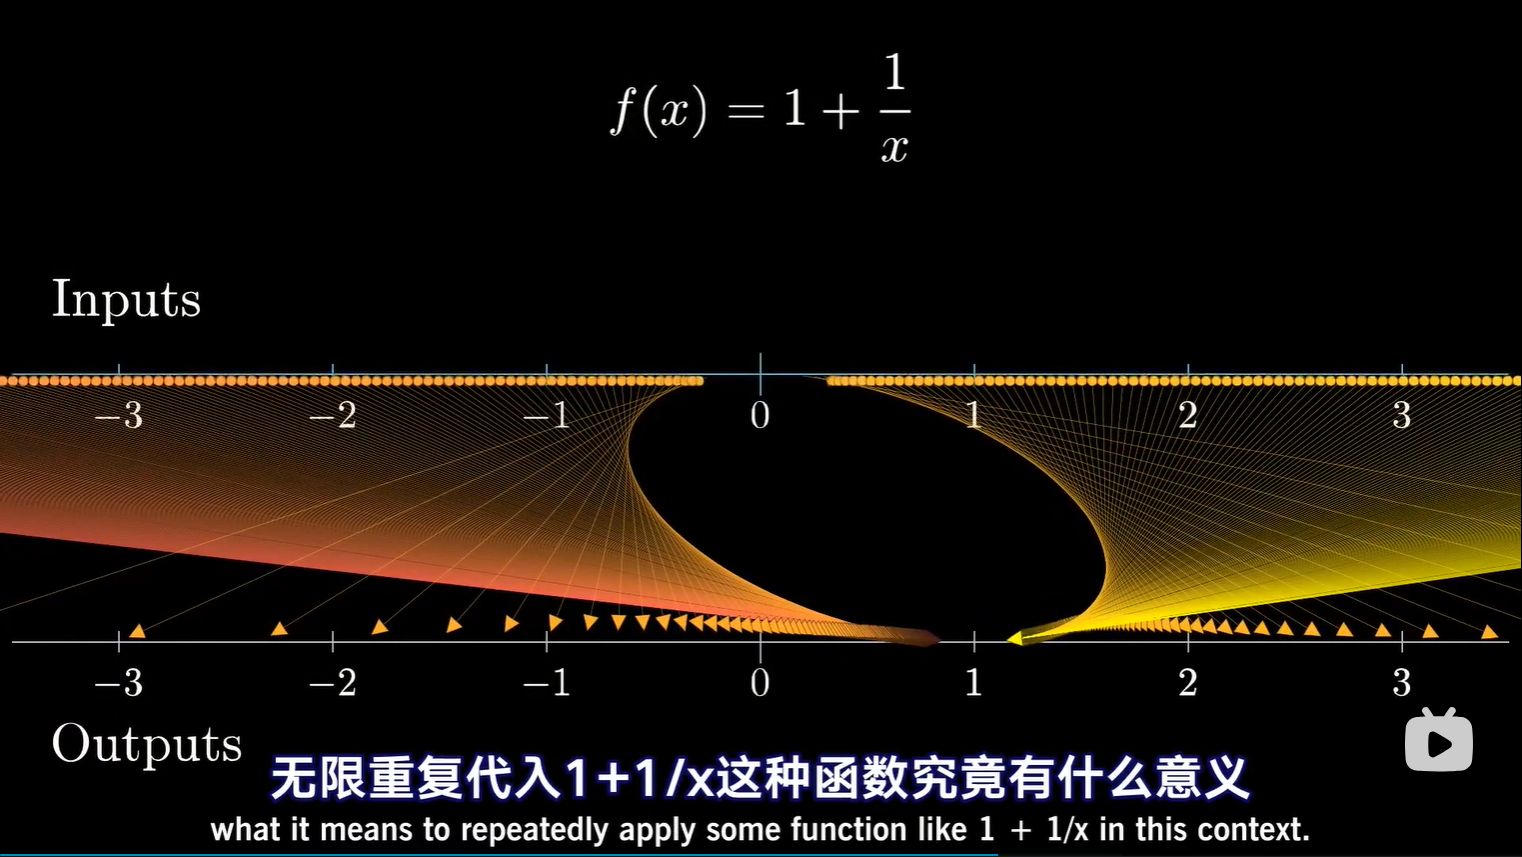 f(x) = 1 + 1/x
Inputs
−3 −2 −1 0 1 2 3
−3 −2 −1 0 1 2 3
Outputs
无限重复代入1+1/x这种函数究竟有什么意义
what it means to repeatedly apply some function like 1 + 1/x in this context.